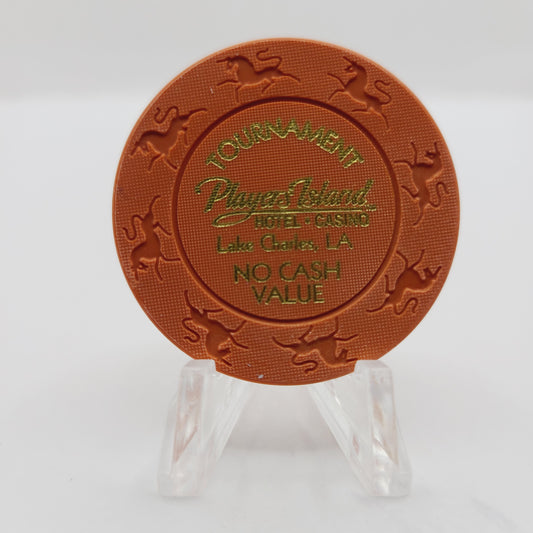 TOURNAMENT
Players Island
HOTEL • CASINO
Lake Charles, LA
NO CASH
VALUE